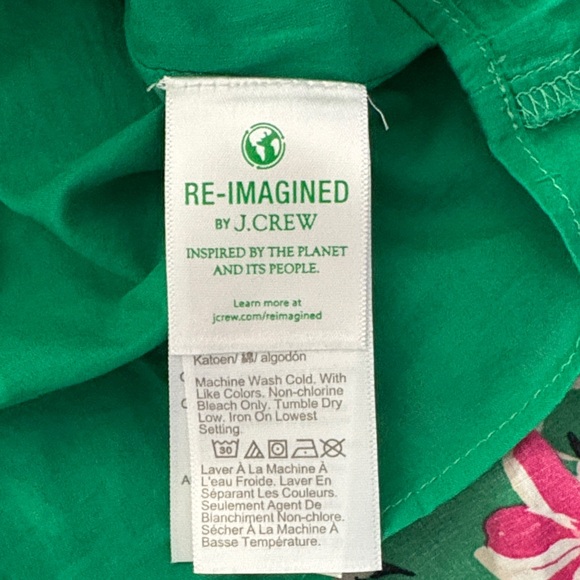 RE-IMAGINED
BY J.CREW
INSPIRED BY THE PLANET
AND ITS PEOPLE.
Learn more at
jcrew.com/reimagined
Katoen/ 綿/ algodón
Machine Wash Cold. With
Like Colors. Non-chlorine
Bleach Only. Tumble Dry
Low. Iron On Lowest
Setting.
30
Laver À La Machine À
L'eau Froide. Laver En
Séparant Les Couleurs.
Seulement Agent De
Blanchiment Non-chlore.
Sécher À La Machine À
Basse Température.